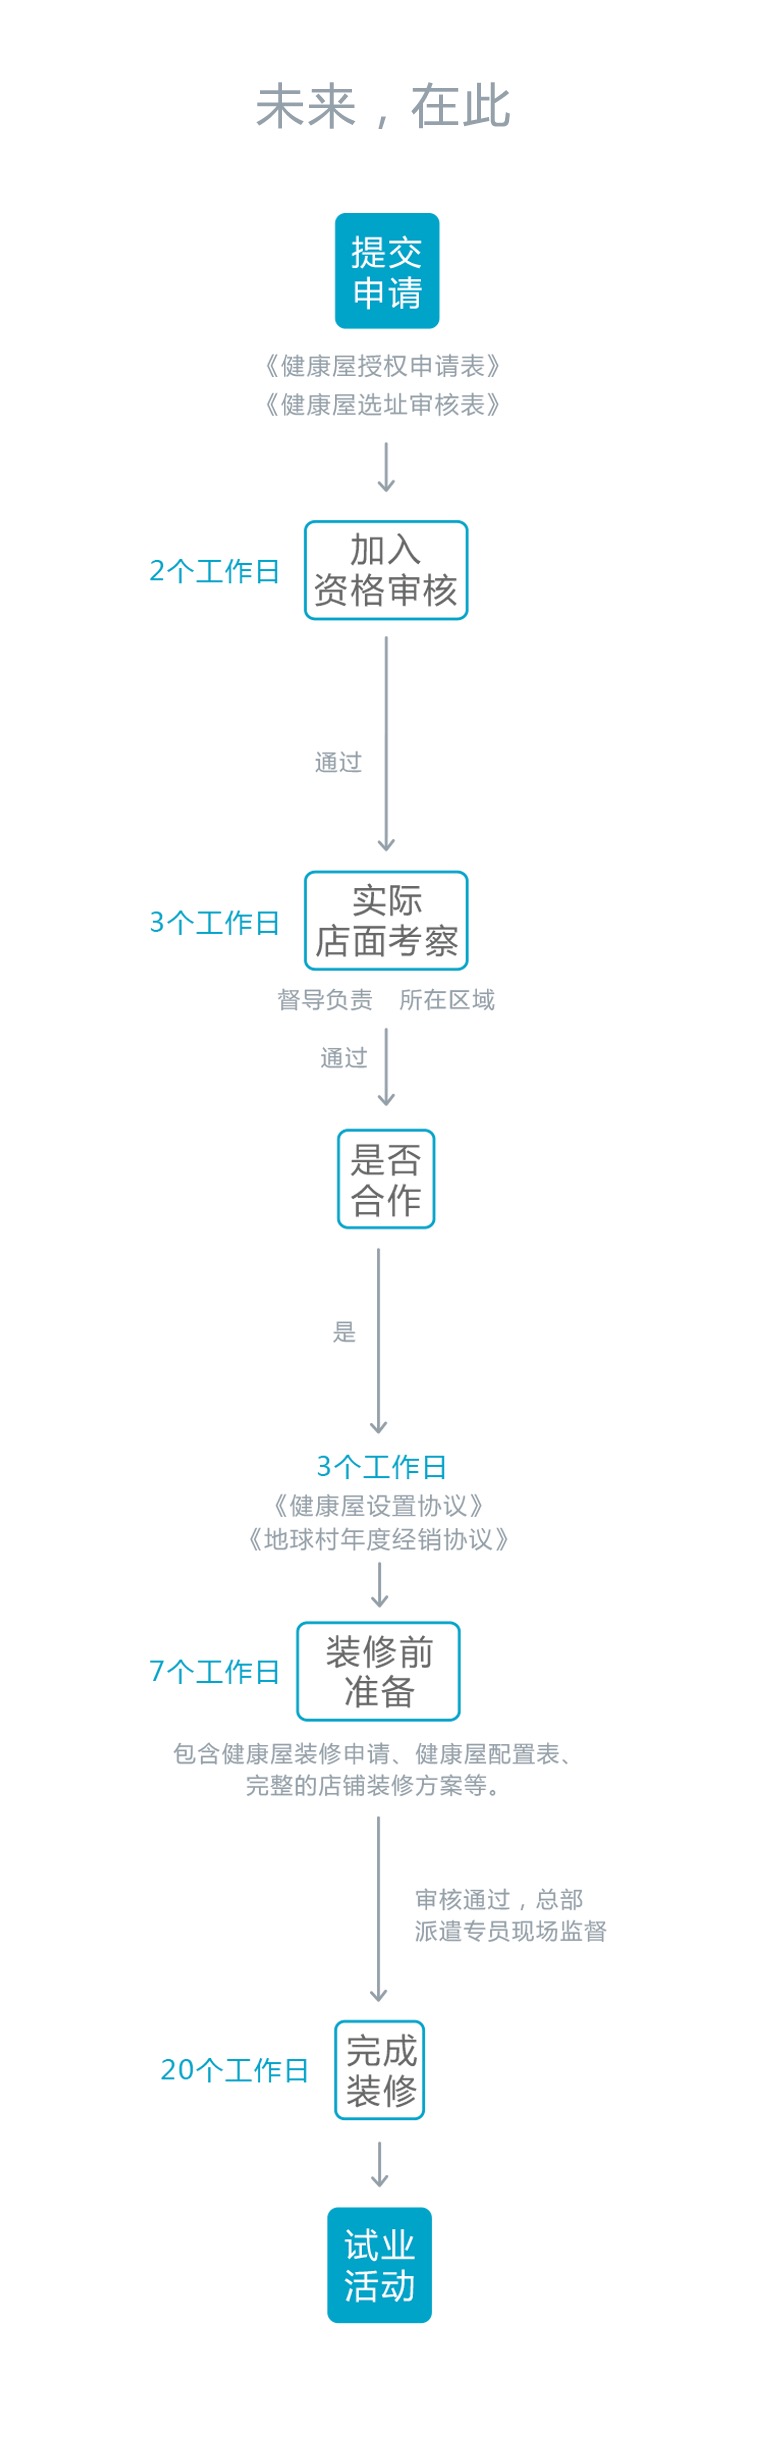 未来，在此
提交
申请
《健康屋授权申请表》
《健康屋选址审核表》
2个工作日
加入
资格审核
通过
3个工作日
实际
店面考察
督导负责 所在区域
通过
是否
合作
是
3个工作日
《健康屋设置协议》
《地球村年度经销协议》
7个工作日
装修前
准备
包含健康屋装修申请、健康屋配置表、
完整的店铺装修方案等。
审核通过，总部
派遣专员现场监督
20个工作日
完成
装修
试业
活动